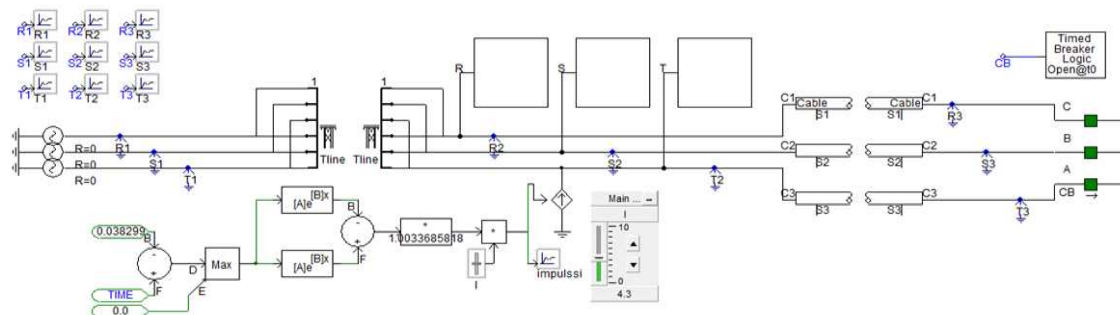 R1 R1 R2 R2 R3 R3
S1 S1 S2 S2 S3 S3
T1 T1 T2 T2 T3 T3
Timed
Breaker
Logic
Open@t0
CB
R S T
1 1
C1 Cable Cable C1
S1 S1
R3
C
R=0
R1
Tline Tline
R2
C2 C2
B
R=0
S1
S2
S2 S2
S3
A
R=0
T1
T2
C3 C3
CB
S3 S3
T3
[A]e [B]x
B
Main ...
I
10
0
4.3
0.038299
B
-
+
D
Max
E
F
TIME
0.0
[A]e [B]x
-
+
F
*
1.0033685818
*
I
impulssi